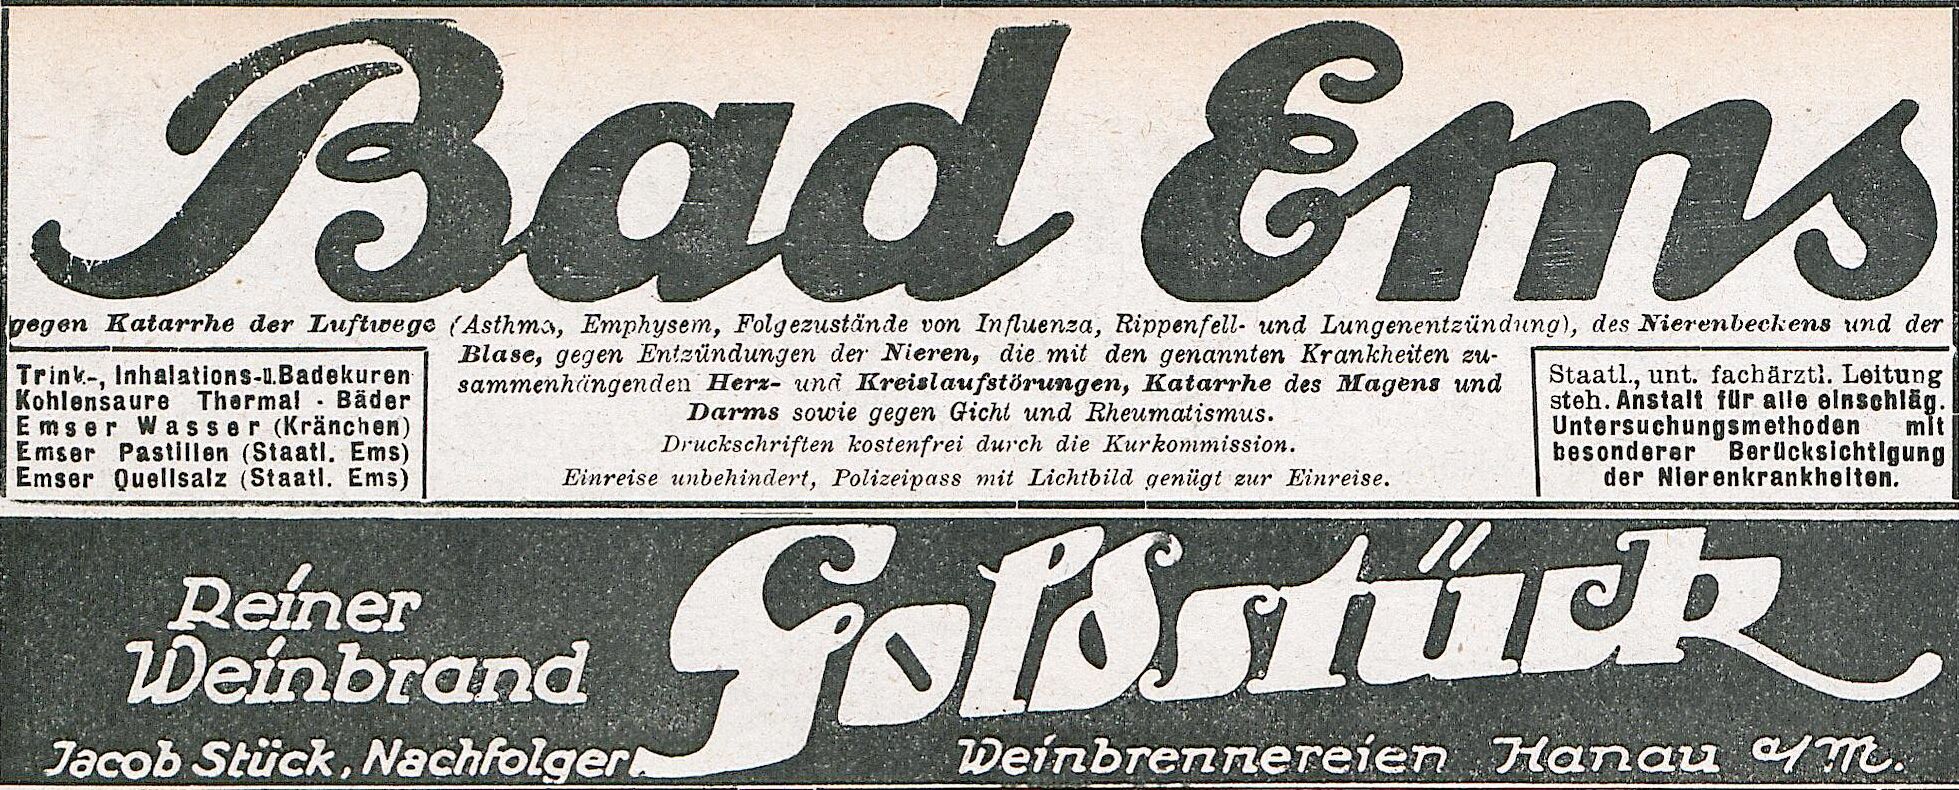 Bad Ems
gegen Katarrhe der Luftwege (Asthma, Emphysem, Folgezustände von Influenza, Rippenfell- und Lungenentzündung), des Nierenbeckens und der
Blase, gegen Entzündungen der Nieren, die mit den genannten Krankheiten zu-
sammenhängenden Herz- und Kreislaufstörungen, Katarrhe des Magens und
Darms sowie gegen Gicht und Rheumatismus.
Druckschriften kostenfrei durch die Kurkommission.
Einreise unbehindert, Polizeipass mit Lichtbild genügt zur Einreise.
Trink-, Inhalations-u.Badekuren
Kohlensaure Thermal - Bäder
Emser Wasser (Kränchen)
Emser Pastillen (Staatl. Ems)
Emser Quellsalz (Staatl. Ems)
Staatl., unt. fachärztl. Leitung
steh. Anstalt für alle einschläg.
Untersuchungsmethoden mit
besonderer Berücksichtigung
der Nierenkrankheiten.
Reiner
Weinbrand
Goldstück
Jacob Stück, Nachfolger
Weinbrennereien Hanau a/M.